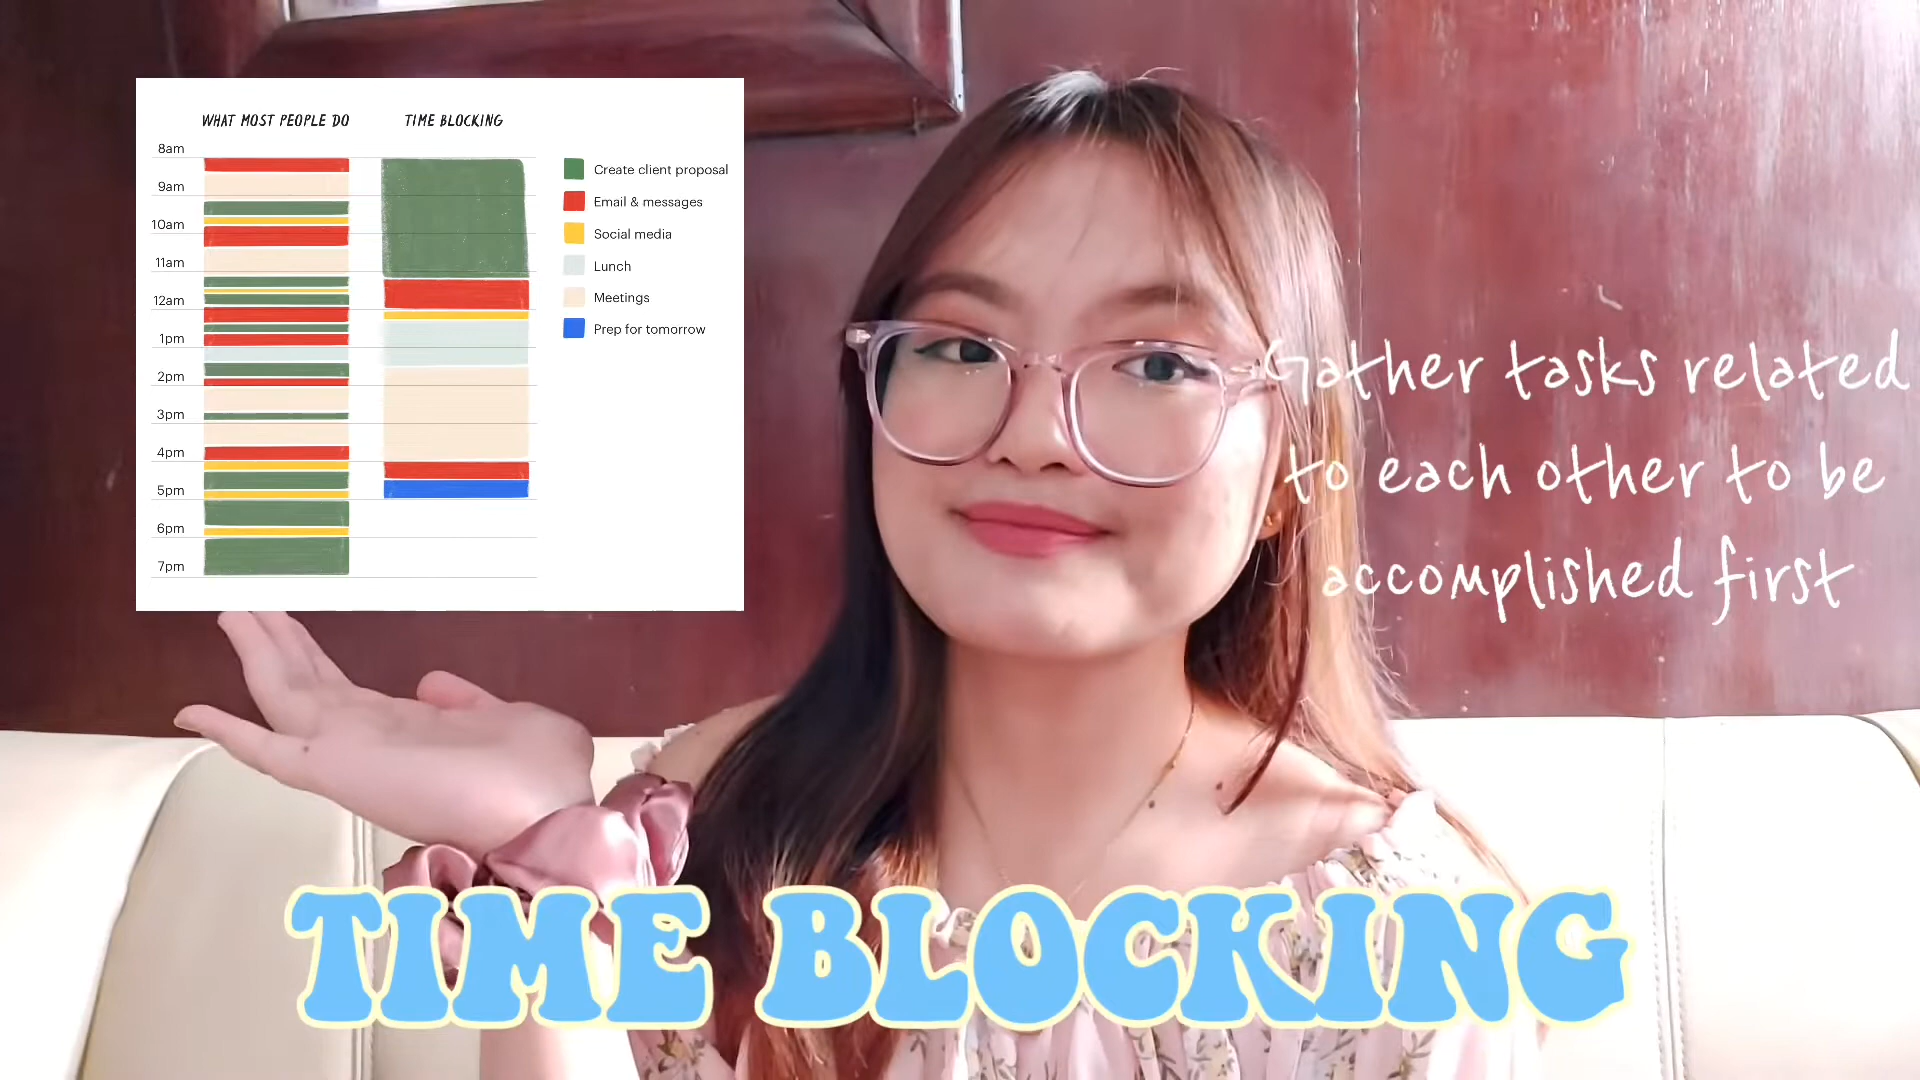 WHAT MOST PEOPLE DO
TIME BLOCKING
8am
9am
10am
11am
12am
1pm
2pm
3pm
4pm
5pm
6pm
7pm
Create client proposal
Email & messages
Social media
Lunch
Meetings
Prep for tomorrow
Gather tasks related
to each other to be
accomplished first
TIME BLOCKING